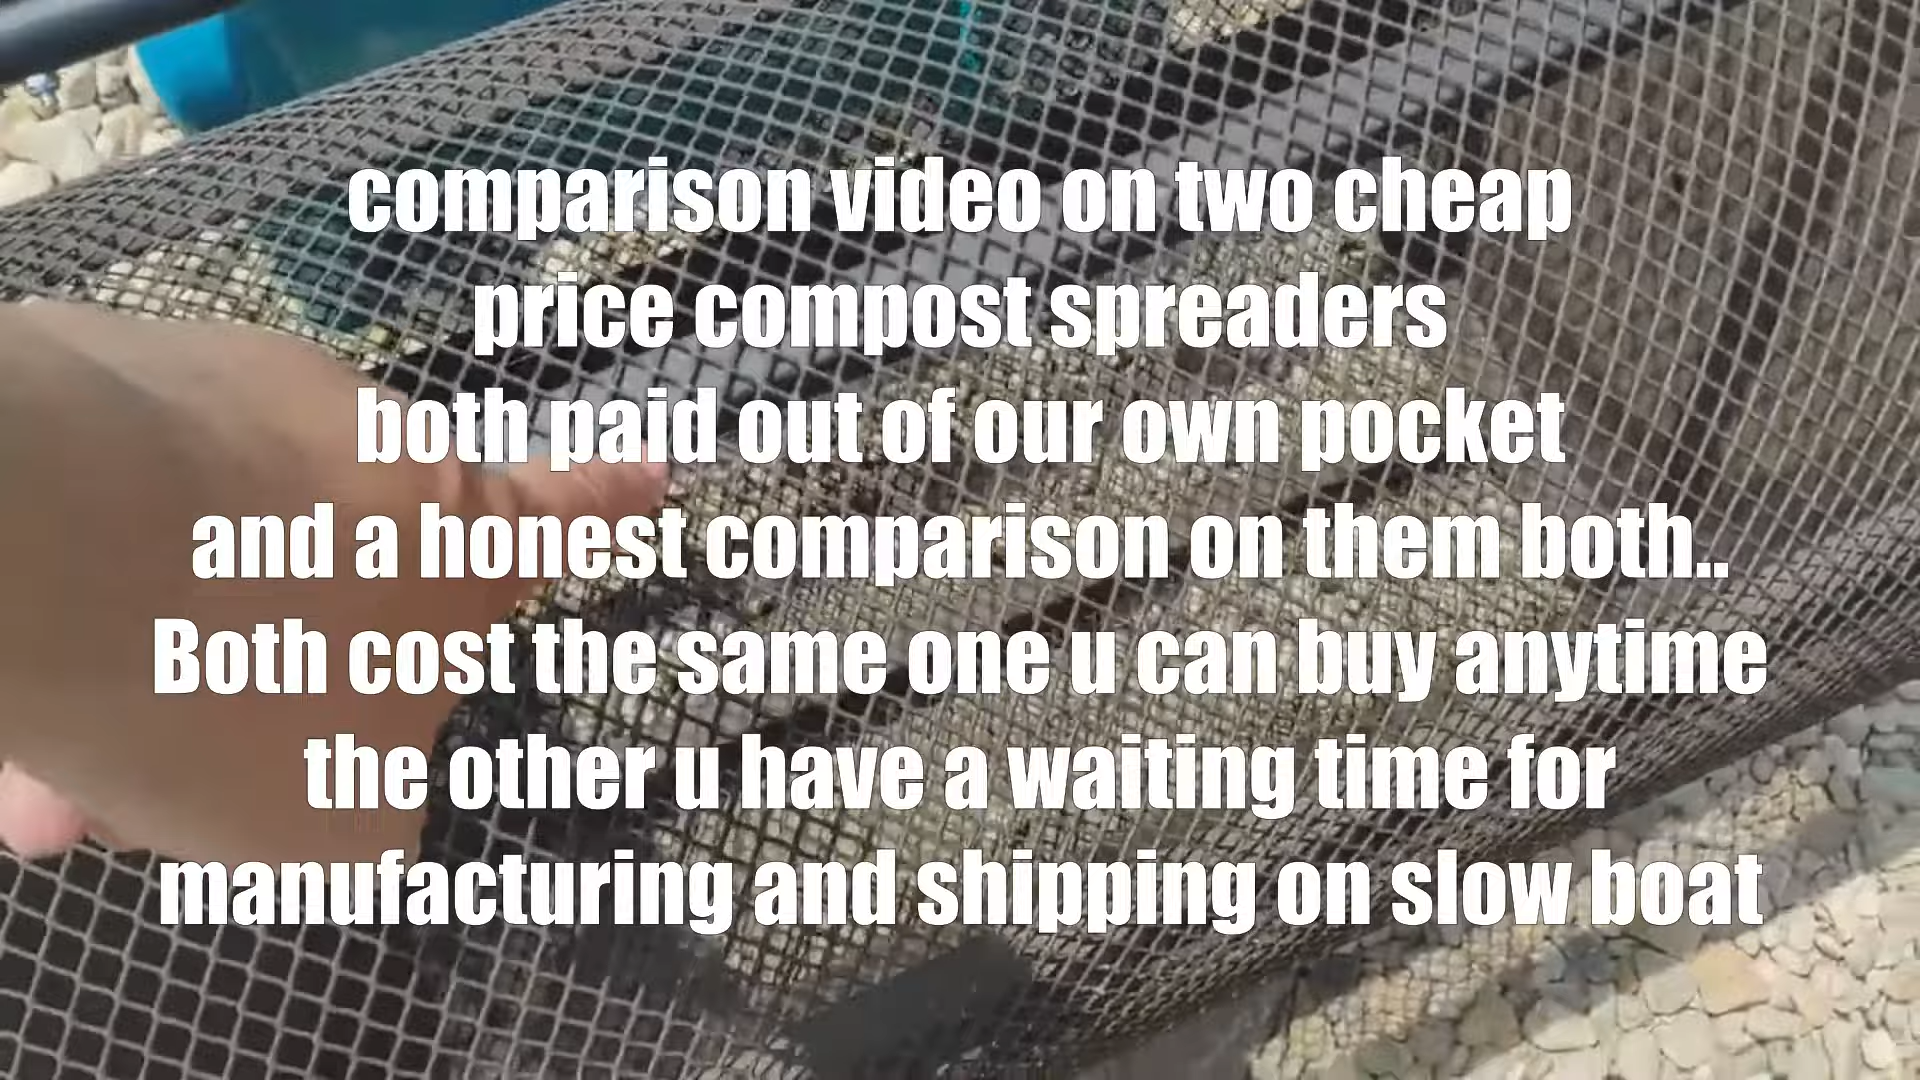 comparison video on two cheap
price compost spreaders
both paid out of our own pocket
and a honest comparison on them both..
Both cost the same one u can buy anytime
the other u have a waiting time for
manufacturing and shipping on slow boat